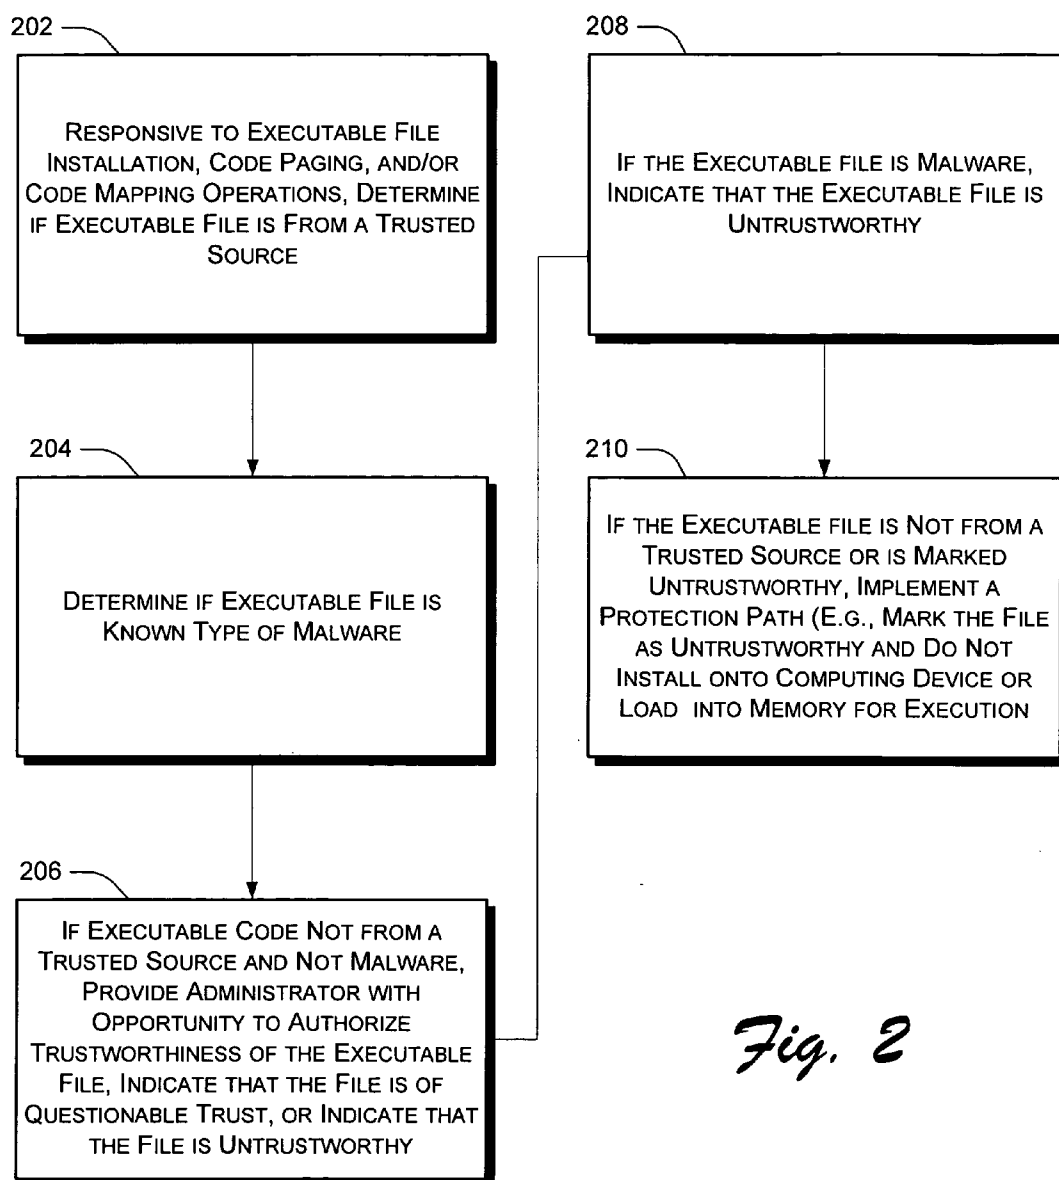 202
RESPONSIVE TO EXECUTABLE FILE
INSTALLATION, CODE PAGING, AND/OR
CODE MAPPING OPERATIONS, DETERMINE
IF EXECUTABLE FILE IS FROM A TRUSTED
SOURCE
204
DETERMINE IF EXECUTABLE FILE IS
KNOWN TYPE OF MALWARE
206
IF EXECUTABLE CODE NOT FROM A
TRUSTED SOURCE AND NOT MALWARE,
PROVIDE ADMINISTRATOR WITH
OPPORTUNITY TO AUTHORIZE
TRUSTWORTHINESS OF THE EXECUTABLE
FILE, INDICATE THAT THE FILE IS OF
QUESTIONABLE TRUST, OR INDICATE THAT
THE FILE IS UNTRUSTWORTHY
208
IF THE EXECUTABLE FILE IS MALWARE,
INDICATE THAT THE EXECUTABLE FILE IS
UNTRUSTWORTHY
210
IF THE EXECUTABLE FILE IS NOT FROM A
TRUSTED SOURCE OR IS MARKED
UNTRUSTWORTHY, IMPLEMENT A
PROTECTION PATH (E.G., MARK THE FILE
AS UNTRUSTWORTHY AND DO NOT
INSTALL ONTO COMPUTING DEVICE OR
LOAD INTO MEMORY FOR EXECUTION
Fig. 2